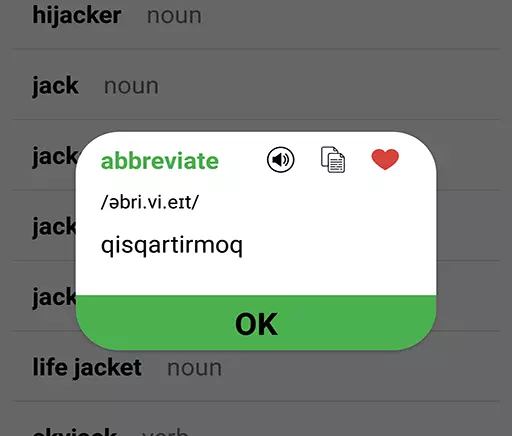 hijacker noun
jack noun
jack
abbreviate
/əbri.vi.eɪt/
jack
qisqartirmoq
jack
OK
life jacket noun
skyjack verb